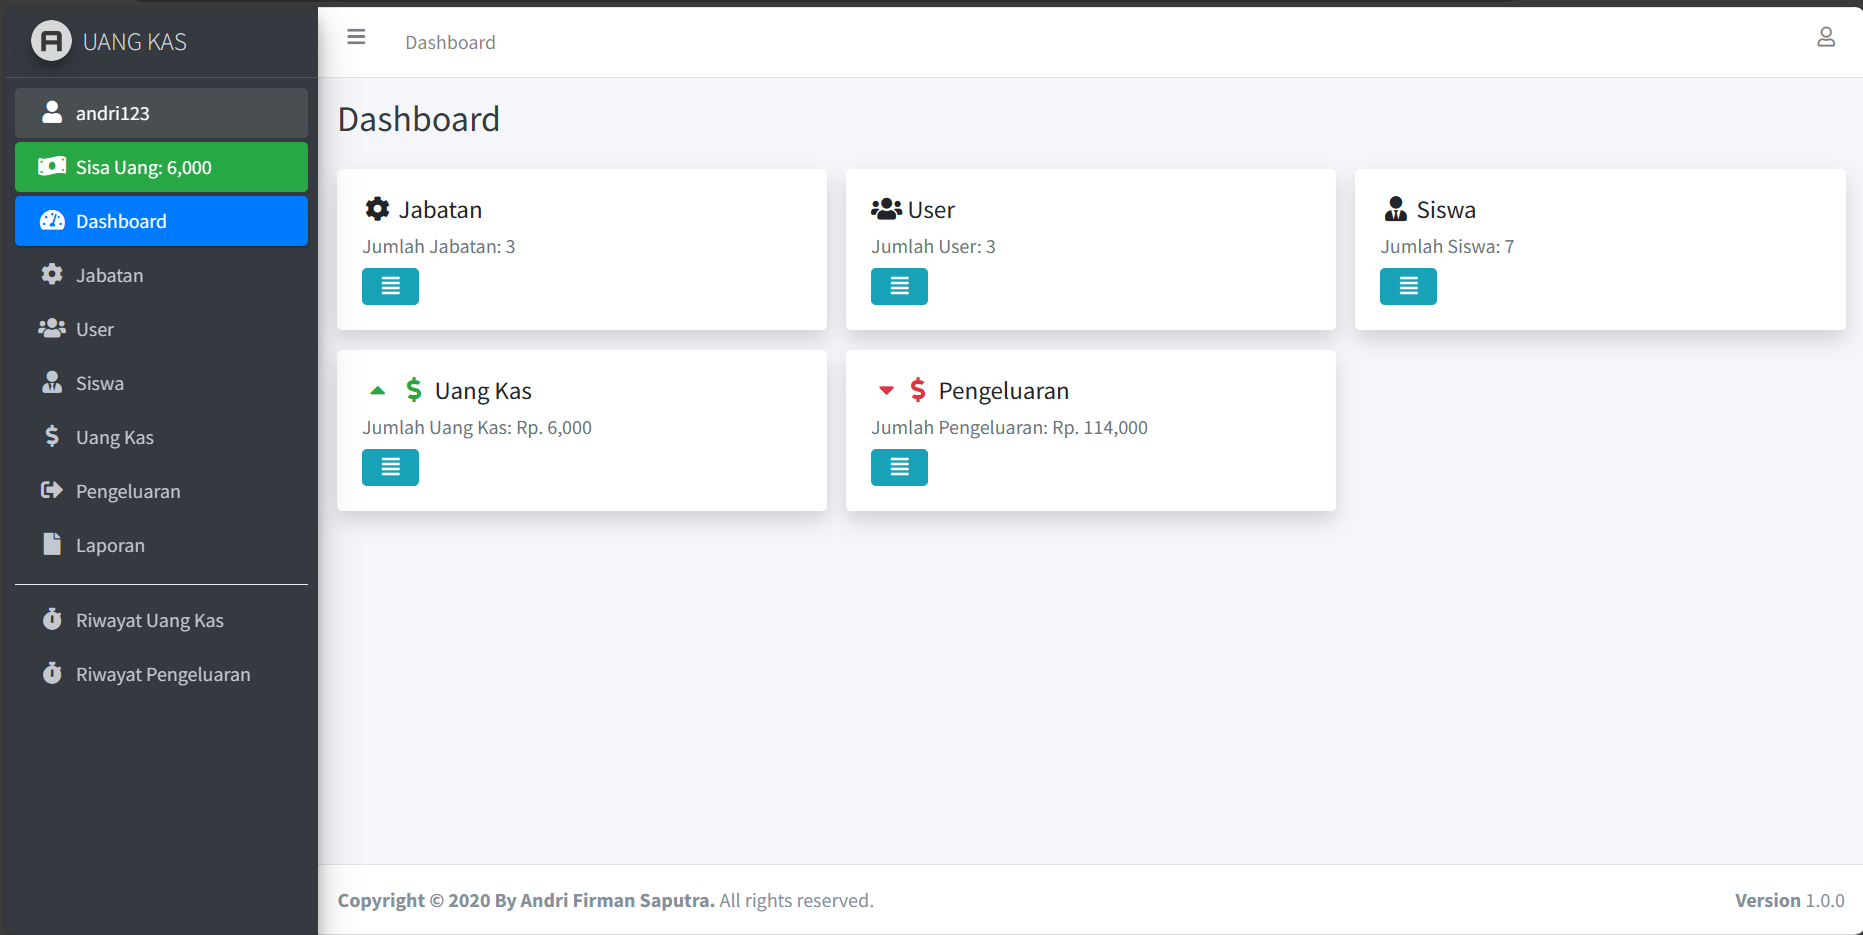 UANG KAS
andri123
Sisa Uang: 6,000
Dashboard
Jabatan
User
Siswa
Uang Kas
Pengeluaran
Laporan
Riwayat Uang Kas
Riwayat Pengeluaran
Dashboard
Dashboard
Jabatan
Jumlah Jabatan: 3
User
Jumlah User: 3
Siswa
Jumlah Siswa: 7
Uang Kas
Jumlah Uang Kas: Rp. 6,000
Pengeluaran
Jumlah Pengeluaran: Rp. 114,000
Copyright © 2020 By Andri Firman Saputra. All rights reserved.
Version 1.0.0